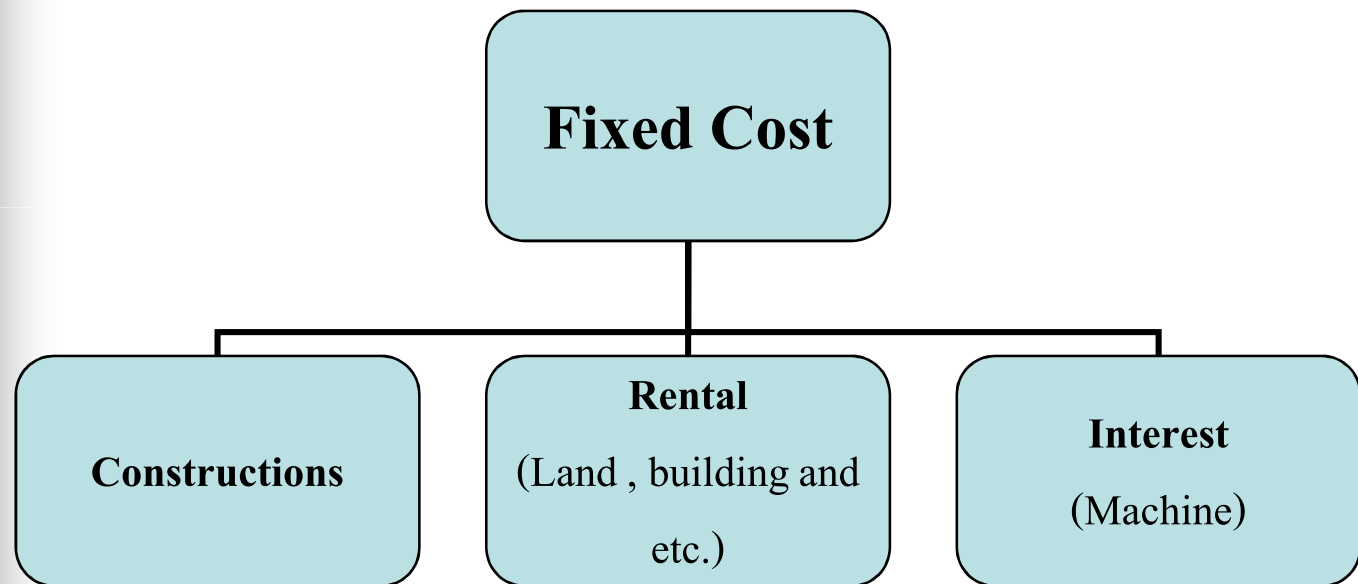 Fixed Cost
Constructions
Rental
(Land , building and
etc.)
Interest
(Machine)